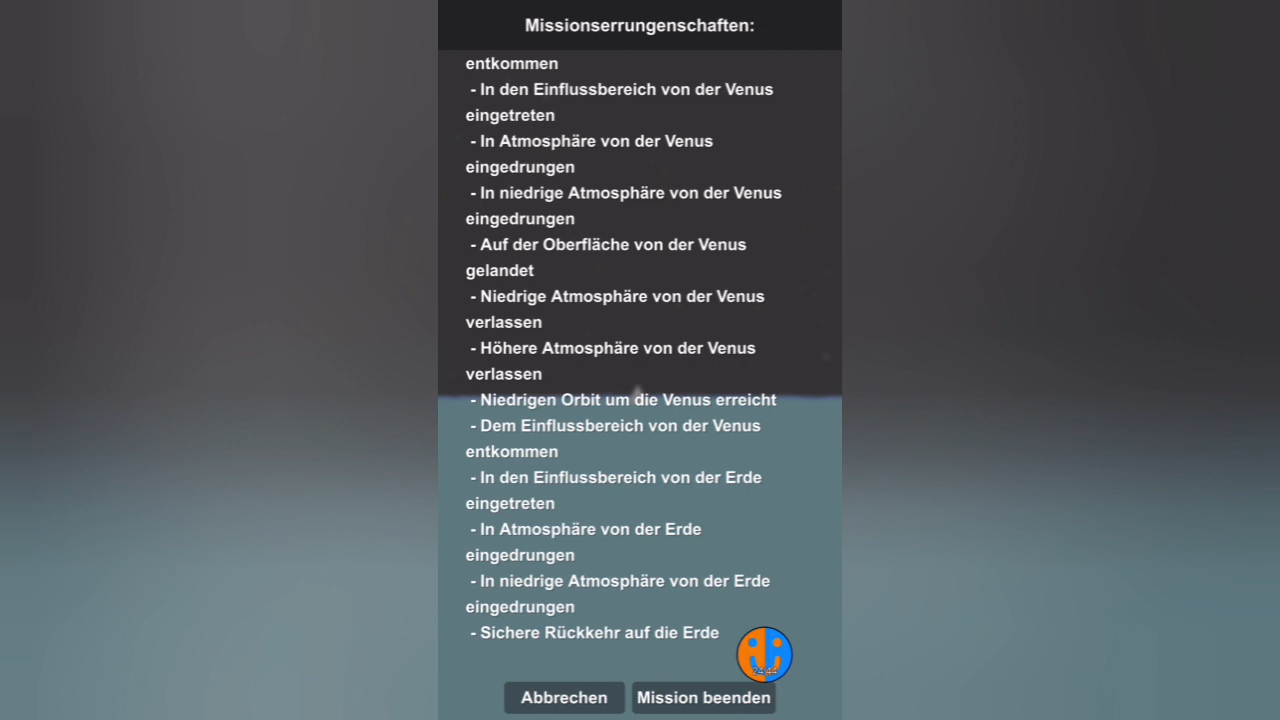 Missionserrungenschaften:
entkommen
- In den Einflussbereich von der Venus
eingetreten
- In Atmosphäre von der Venus
eingedrungen
- In niedrige Atmosphäre von der Venus
eingedrungen
- Auf der Oberfläche von der Venus
gelandet
- Niedrige Atmosphäre von der Venus
verlassen
- Höhere Atmosphäre von der Venus
verlassen
- Niedrigen Orbit um die Venus erreicht
- Dem Einflussbereich von der Venus
entkommen
- In den Einflussbereich von der Erde
eingetreten
- In Atmosphäre von der Erde
eingedrungen
- In niedrige Atmosphäre von der Erde
eingedrungen
- Sichere Rückkehr auf die Erde
Abbrechen
Mission beenden